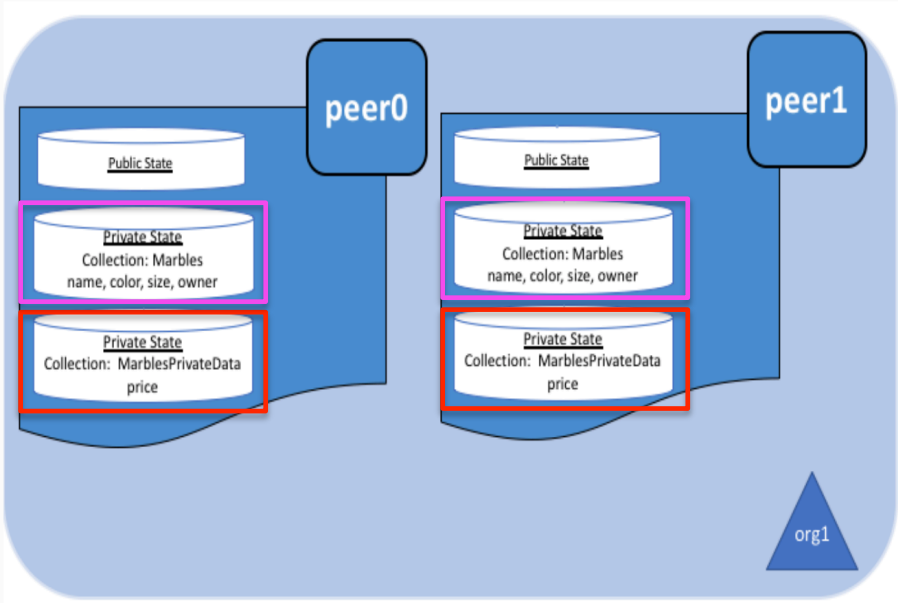 peer0
Public State
Private State
Collection: Marbles
name, color, size, owner
Private State
Collection: MarblesPrivateData
price
peer1
Public State
Private State
Collection: Marbles
name, color, size, owner
Private State
Collection: MarblesPrivateData
price
org1